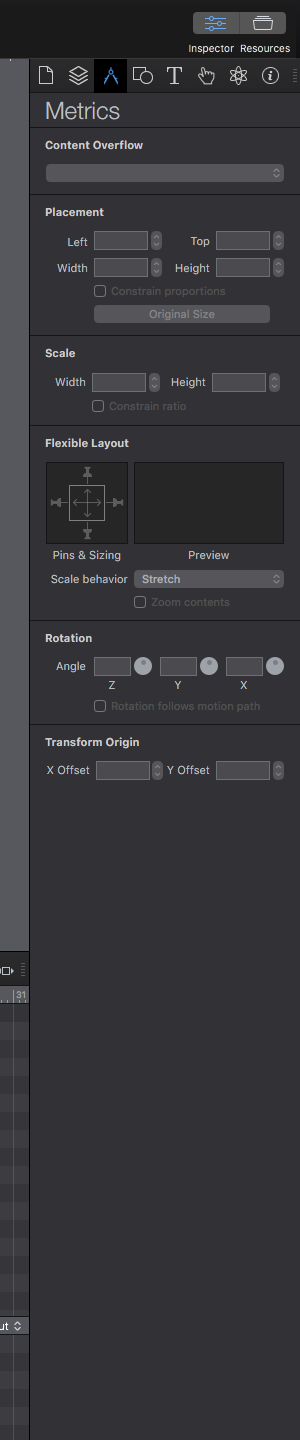 Inspector Resources
Metrics
Content Overflow
Placement
Left Top
Width Height
Constrain proportions
Original Size
Scale
Width Height
Constrain ratio
Flexible Layout
Pins & Sizing Preview
Scale behavior Stretch
Zoom contents
Rotation
Angle
Z Y X
Rotation follows motion path
Transform Origin
X Offset Y Offset
31
ut